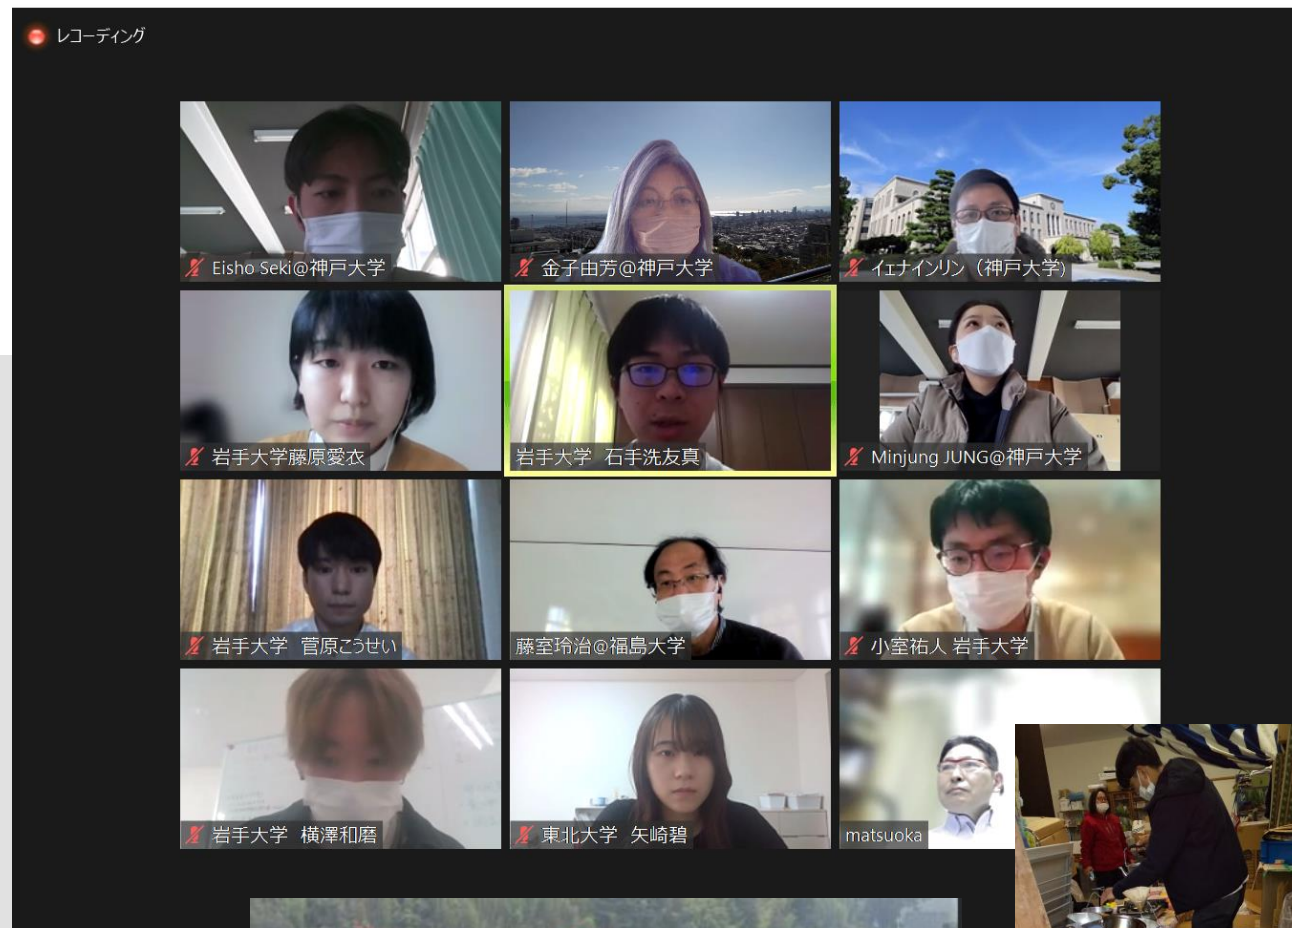 レコーディング
Eisho Seki@神戸大学
金子由芳@神戸大学
イェナインリン（神戸大学)
岩手大学藤原愛衣
岩手大学　石手洗友真
Minjung JUNG@神戸大学
岩手大学　菅原こうせい
藤室玲治@福島大学
小室祐人 岩手大学
岩手大学　横澤和磨
東北大学　矢崎碧
matsuoka